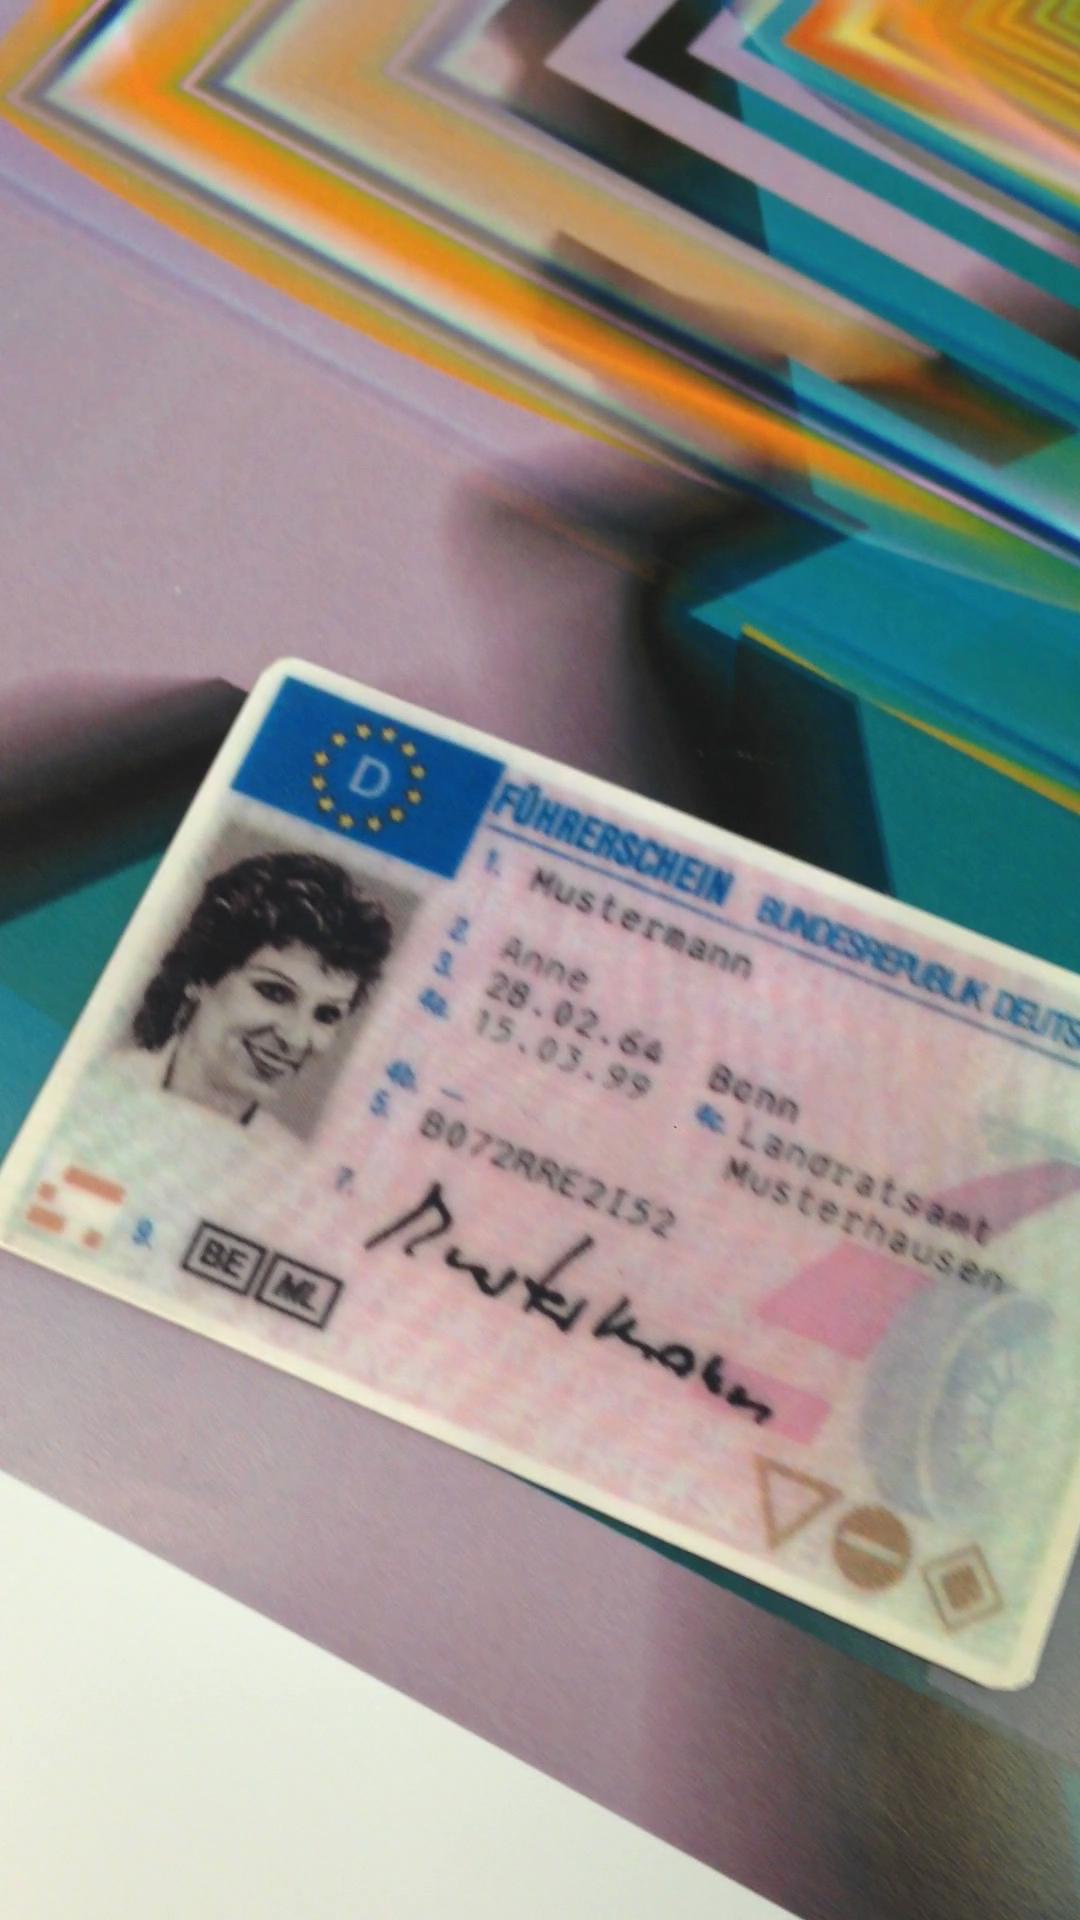 D
FÜHRERSCHEIN BUNDESREPUBLIK DEUTS
1. Mustermann
2. Anne
3. 28.02.64 Bonn
4a. 15.03.99 4c. Landratsamt
Musterhausen
4b. –
5. B072RRE2I52
7. Mustermann
9. BE ML